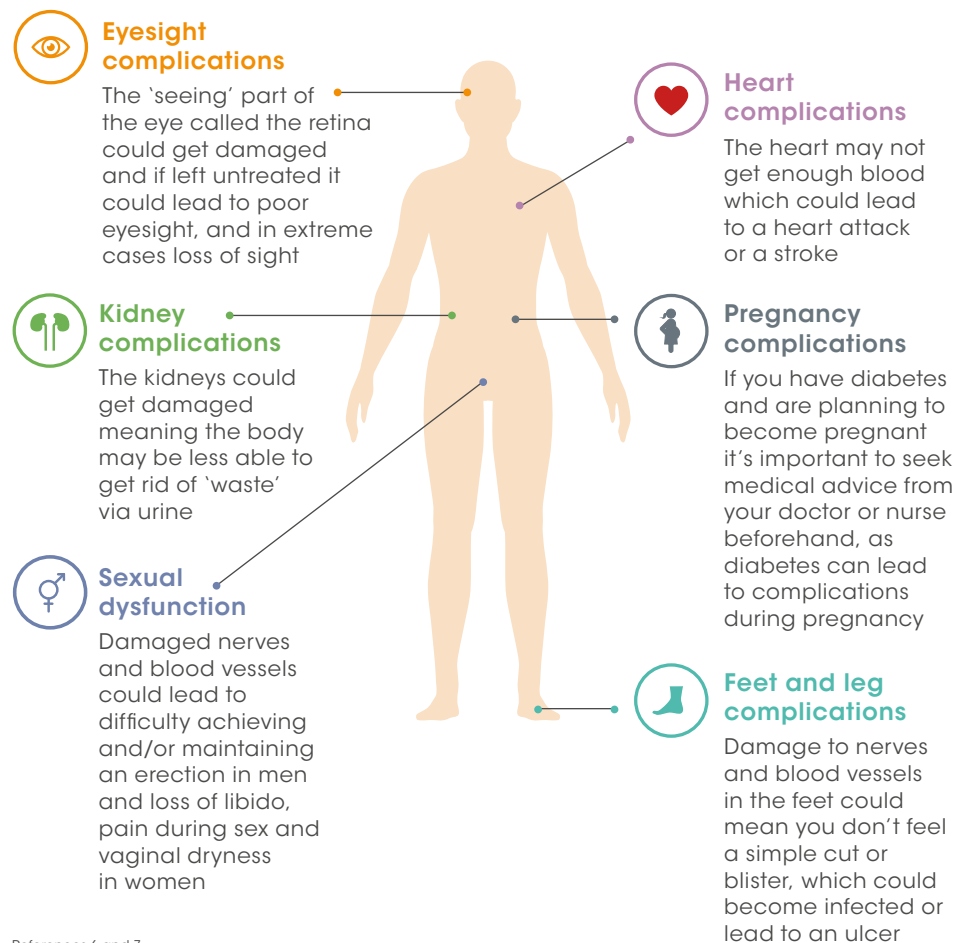 Eyesight
complications
The ‘seeing’ part of
the eye called the retina
could get damaged
and if left untreated it
could lead to poor
eyesight, and in extreme
cases loss of sight
Kidney
complications
The kidneys could
get damaged
meaning the body
may be less able to
get rid of ‘waste’
via urine
Sexual
dysfunction
Damaged nerves
and blood vessels
could lead to
difficulty achieving
and/or maintaining
an erection in men
and loss of libido,
pain during sex and
vaginal dryness
in women
Heart
complications
The heart may not
get enough blood
which could lead
to a heart attack
or a stroke
Pregnancy
complications
If you have diabetes
and are planning to
become pregnant
it’s important to seek
medical advice from
your doctor or nurse
beforehand, as
diabetes can lead
to complications
during pregnancy
Feet and leg
complications
Damage to nerves
and blood vessels
in the feet could
mean you don’t feel
a simple cut or
blister, which could
become infected or
lead to an ulcer